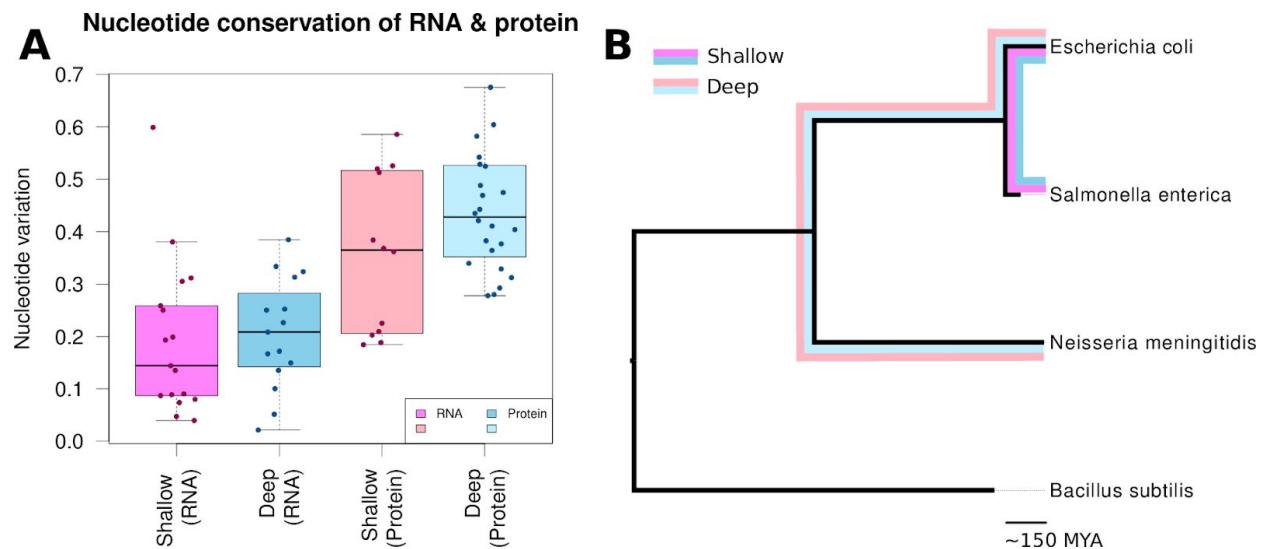 Nucleotide conservation of RNA & protein
A
Nucleotide variation
0.7
0.6
0.5
0.4
0.3
0.2
0.1
0.0
RNA
Protein
Shallow
(RNA)
Deep
(RNA)
Shallow
(Protein)
Deep
(Protein)
B
Shallow
Deep
Escherichia coli
Salmonella enterica
Neisseria meningitidis
Bacillus subtilis
~150 MYA